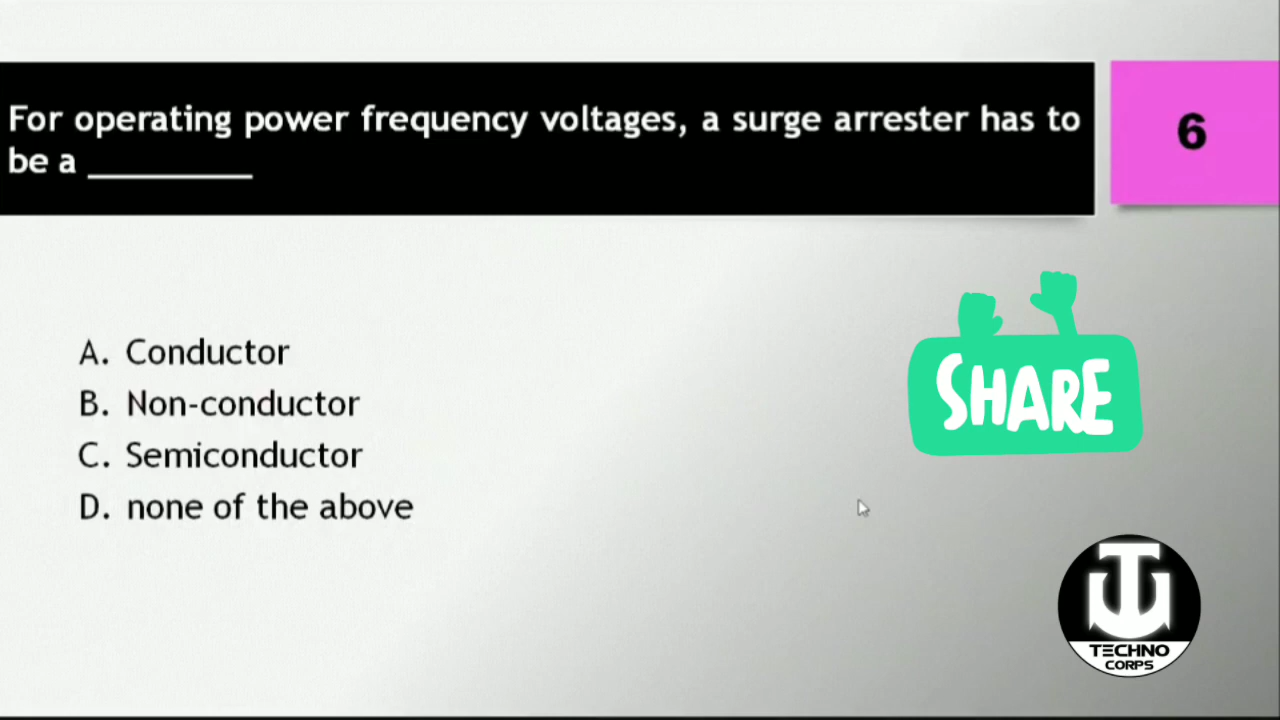 For operating power frequency voltages, a surge arrester has to
be a __________
6
A. Conductor
B. Non-conductor
C. Semiconductor
D. none of the above
SHARE
TECHNO
CORPS